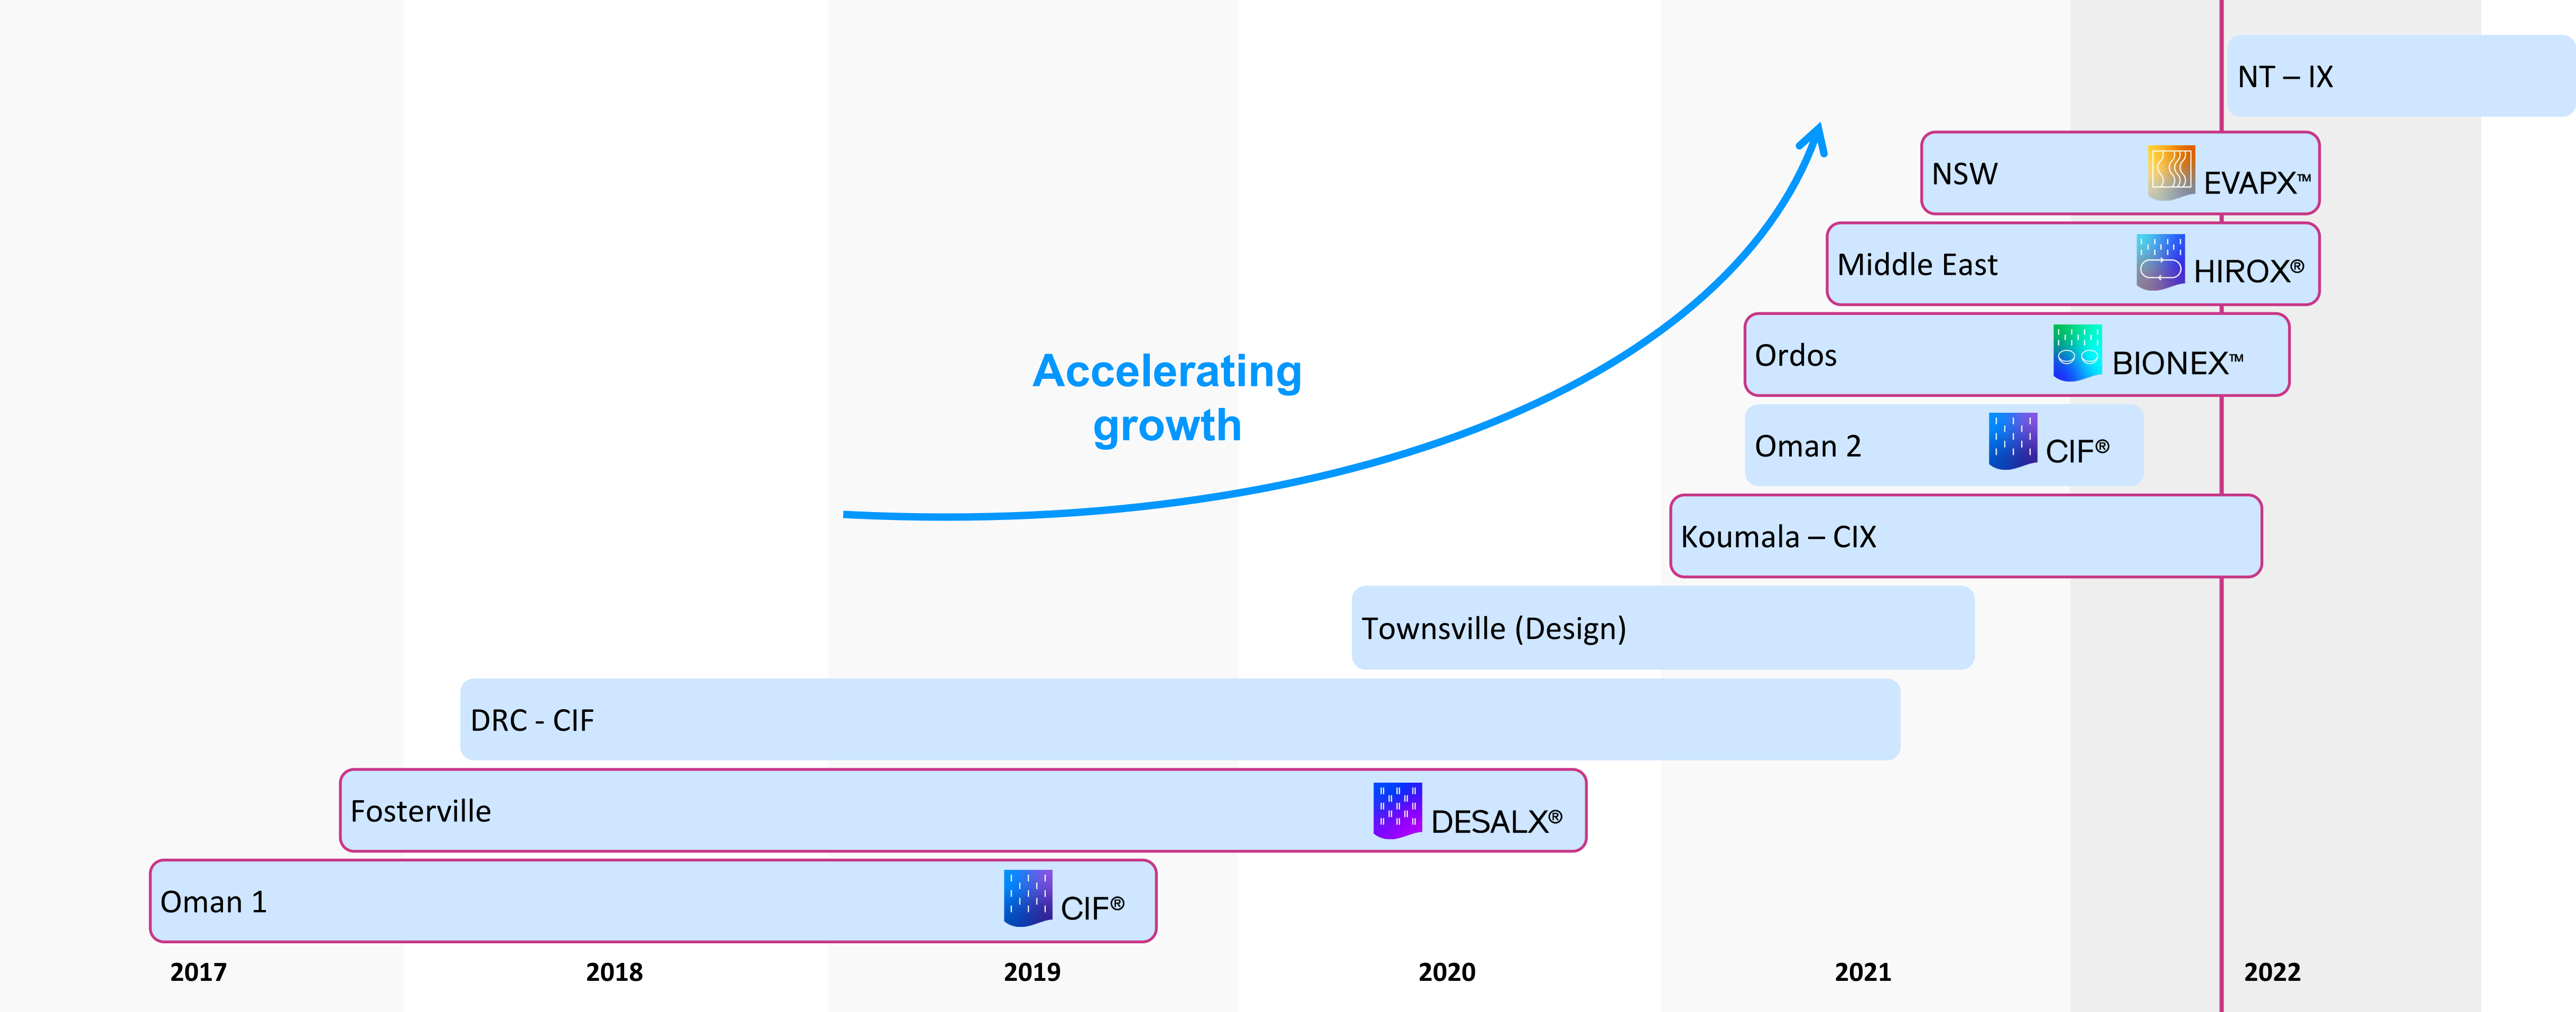 NT – IX
NSW
EVAPX™
Middle East
HIROX®
Ordos
BIONEX™
Accelerating
growth
Oman 2
CIF®
Koumala – CIX
Townsville (Design)
DRC - CIF
Fosterville
DESALX®
Oman 1
CIF®
2017
2018
2019
2020
2021
2022